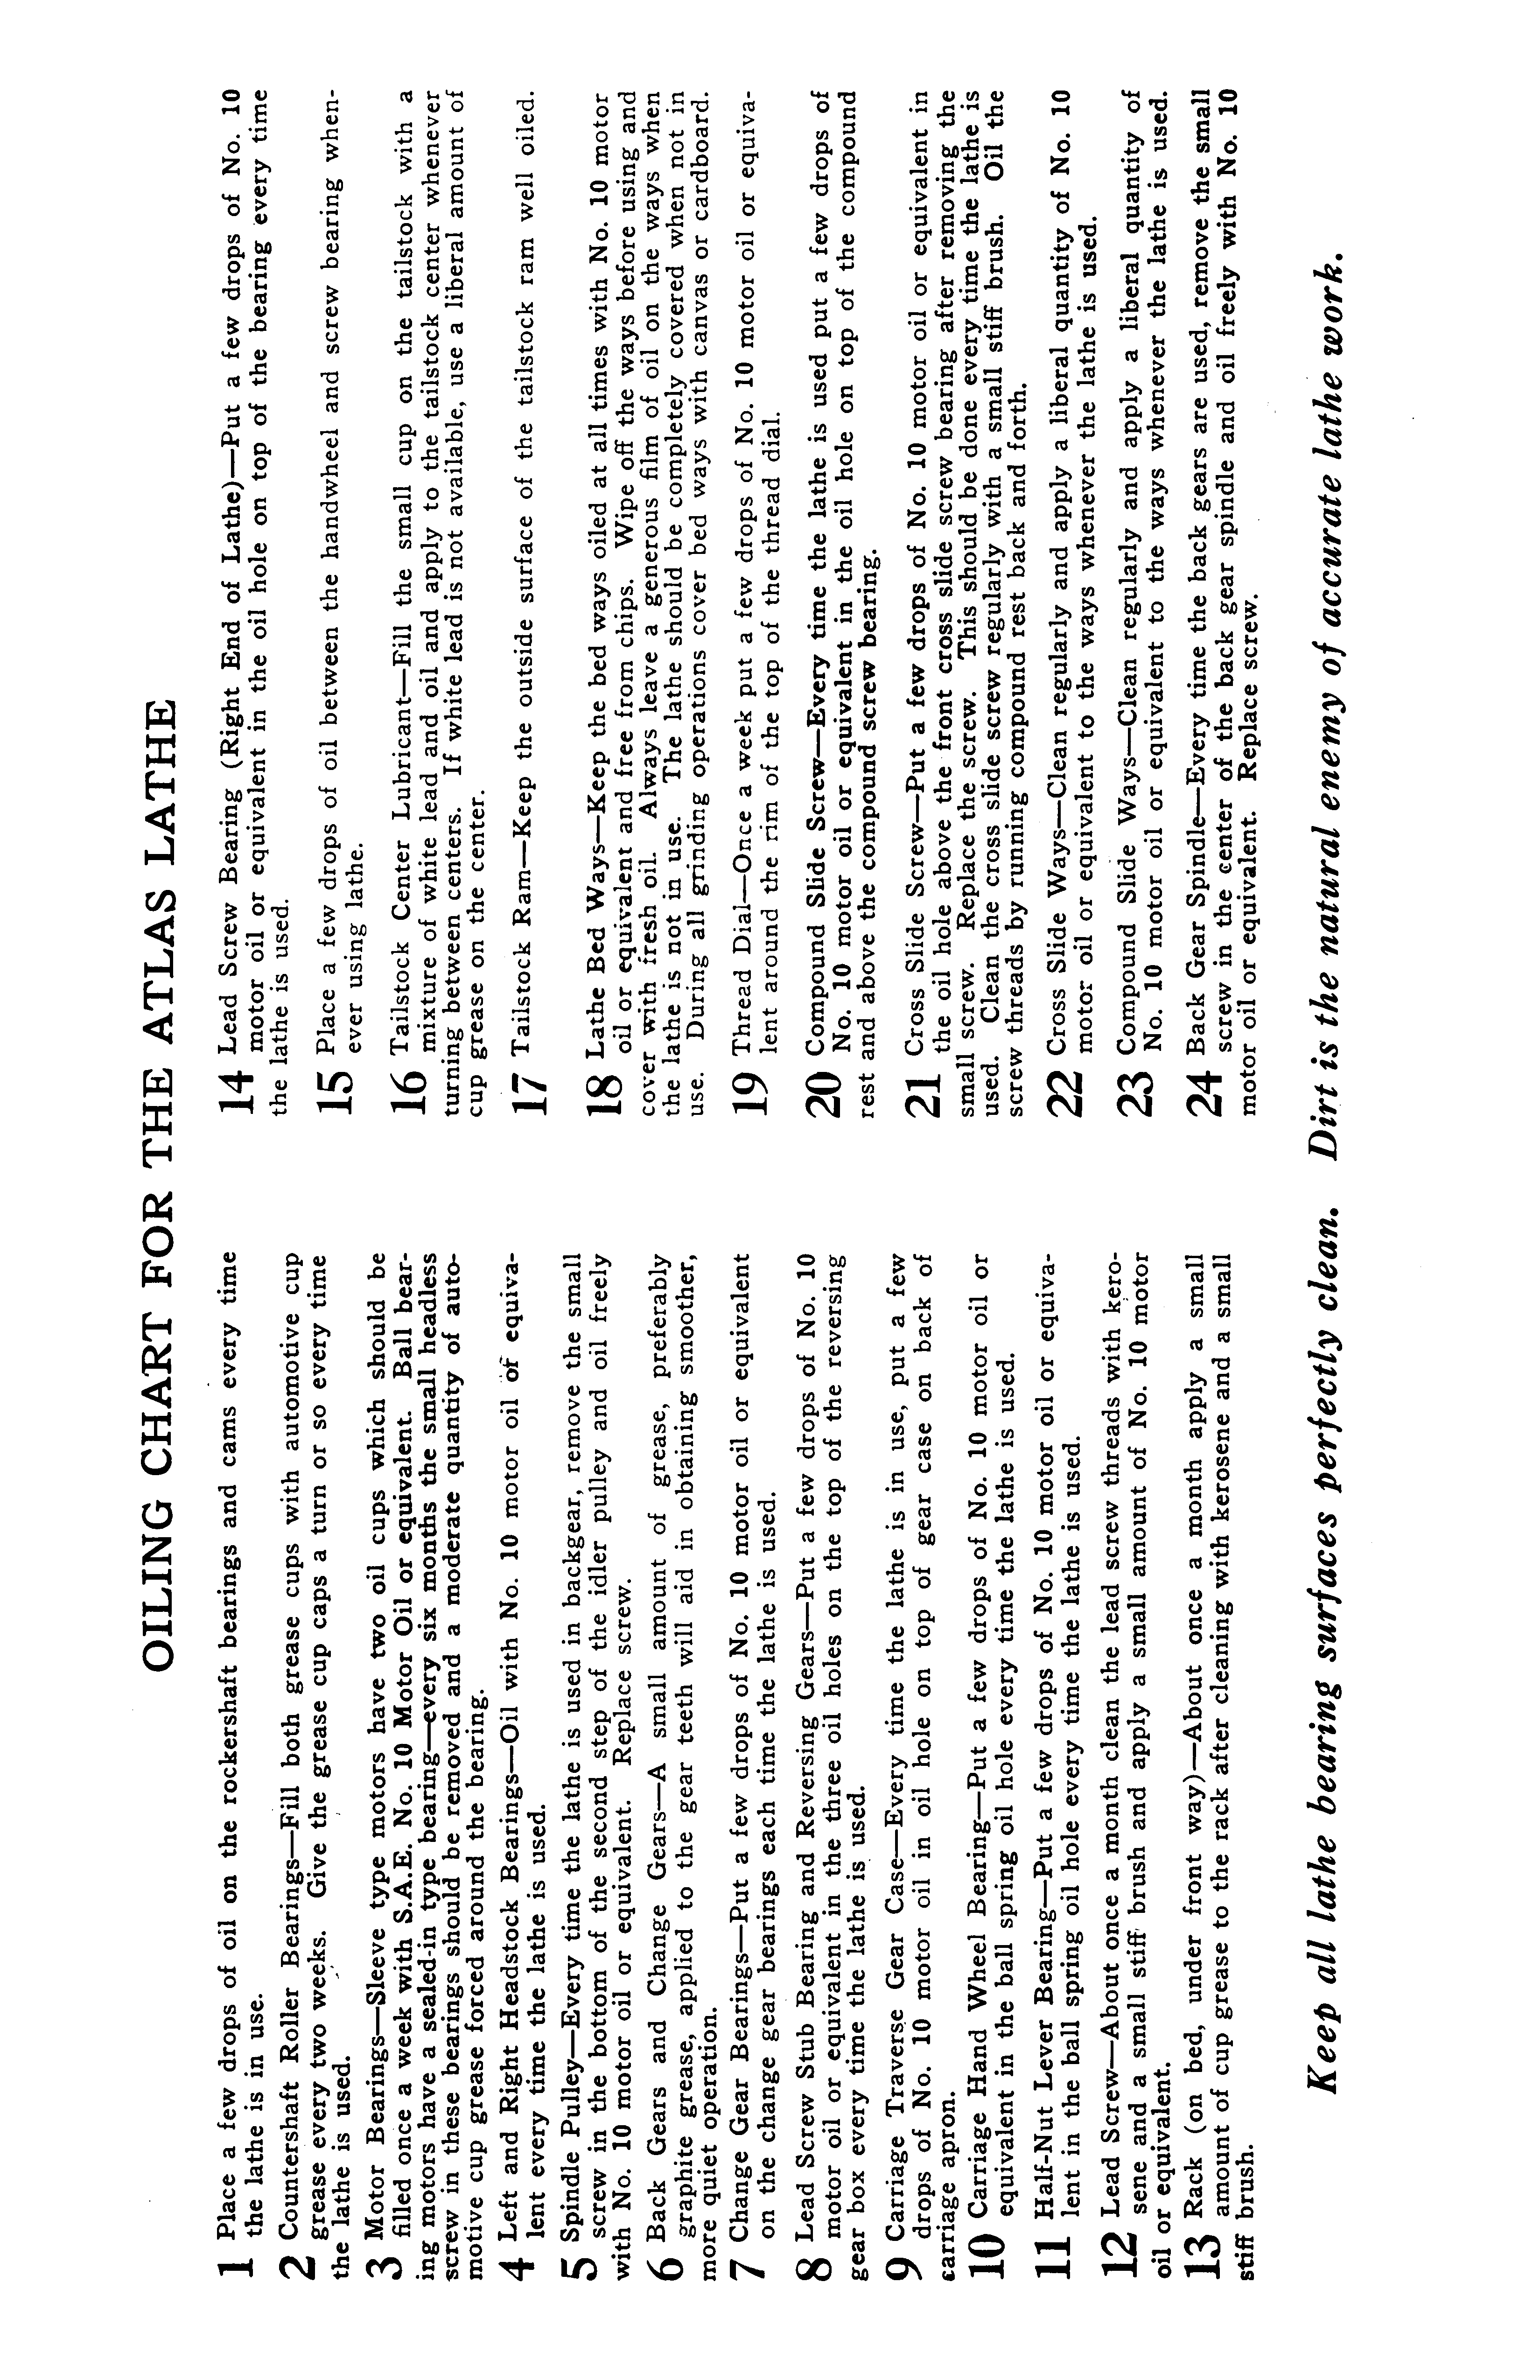 OILING CHART FOR THE ATLAS LATHE
1 Place a few drops of oil on the rockershaft bearings and cams every time
the lathe is in use.
2 Countershaft Roller Bearings—Fill both grease cups with automotive cup
grease every two weeks. Give the grease cup caps a turn or so every time
the lathe is used.
3 Motor Bearings—Sleeve type motors have two oil cups which should be
filled once a week with S.A.E. No. 10 Motor Oil or equivalent. Ball bear-
ing motors have a sealed-in type bearing—every six months the small headless
screw in these bearings should be removed and a moderate quantity of auto-
motive cup grease forced around the bearing.
4 Left and Right Headstock Bearings—Oil with No. 10 motor oil or equiva-
lent every time the lathe is used.
5 Spindle Pulley—Every time the lathe is used in backgear, remove the small
screw in the bottom of the second step of the idler pulley and oil freely
with No. 10 motor oil or equivalent. Replace screw.
6 Back Gears and Change Gears—A small amount of grease, preferably
graphite grease, applied to the gear teeth will aid in obtaining smoother,
more quiet operation.
7 Change Gear Bearings—Put a few drops of No. 10 motor oil or equivalent
on the change gear bearings each time the lathe is used.
8 Lead Screw Stub Bearing and Reversing Gears—Put a few drops of No. 10
motor oil or equivalent in the three oil holes on the top of the reversing
gear box every time the lathe is used.
9 Carriage Traverse Gear Case—Every time the lathe is in use, put a few
drops of No. 10 motor oil in oil hole on top of gear case on back of
carriage apron.
10 Carriage Hand Wheel Bearing—Put a few drops of No. 10 motor oil or
equivalent in the ball spring oil hole every time the lathe is used.
11 Half-Nut Lever Bearing—Put a few drops of No. 10 motor oil or equiva-
lent in the ball spring oil hole every time the lathe is used.
12 Lead Screw—About once a month clean the lead screw threads with kero-
sene and a small stiff brush and apply a small amount of No. 10 motor
oil or equivalent.
13 Rack (on bed, under front way)—About once a month apply a small
amount of cup grease to the rack after cleaning with kerosene and a small
stiff brush.
14 Lead Screw Bearing (Right End of Lathe)—Put a few drops of No. 10
motor oil or equivalent in the oil hole on top of the bearing every time
the lathe is used.
15 Place a few drops of oil between the handwheel and screw bearing when-
ever using lathe.
16 Tailstock Center Lubricant—Fill the small cup on the tailstock with a
mixture of white lead and oil and apply to the tailstock center whenever
turning between centers. If white lead is not available, use a liberal amount of
cup grease on the center.
17 Tailstock Ram—Keep the outside surface of the tailstock ram well oiled.
18 Lathe Bed Ways—Keep the bed ways oiled at all times with No. 10 motor
oil or equivalent and free from chips. Wipe off the ways before using and
cover with fresh oil. Always leave a generous film of oil on the ways when
the lathe is not in use. The lathe should be completely covered when not in
use. During all grinding operations cover bed ways with canvas or cardboard.
19 Thread Dial—Once a week put a few drops of No. 10 motor oil or equiva-
lent around the rim of the top of the thread dial.
20 Compound Slide Screw—Every time the lathe is used put a few drops of
No. 10 motor oil or equivalent in the oil hole on top of the compound
rest and above the compound screw bearing.
21 Cross Slide Screw—Put a few drops of No. 10 motor oil or equivalent in
the oil hole above the front cross slide screw bearing after removing the
small screw. Replace the screw. This should be done every time the lathe is
used. Clean the cross slide screw regularly with a small stiff brush. Oil the
screw threads by running compound rest back and forth.
22 Cross Slide Ways—Clean regularly and apply a liberal quantity of No. 10
motor oil or equivalent to the ways whenever the lathe is used.
23 Compound Slide Ways—Clean regularly and apply a liberal quantity of
No. 10 motor oil or equivalent to the ways whenever the lathe is used.
24 Back Gear Spindle—Every time the back gears are used, remove the small
screw in the center of the back gear spindle and oil freely with No. 10
motor oil or equivalent. Replace screw.
Keep all lathe bearing surfaces perfectly clean. Dirt is the natural enemy of accurate lathe work.